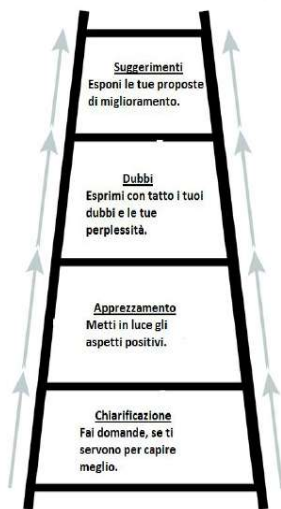 Suggerimenti
Esponi le tue proposte
di miglioramento.
Dubbi
Esprimi con tatto i tuoi
dubbi e le tue
perplessità.
Apprezzamento
Metti in luce gli
aspetti positivi.
Chiarificazione
Fai domande, se ti
servono per capire
meglio.